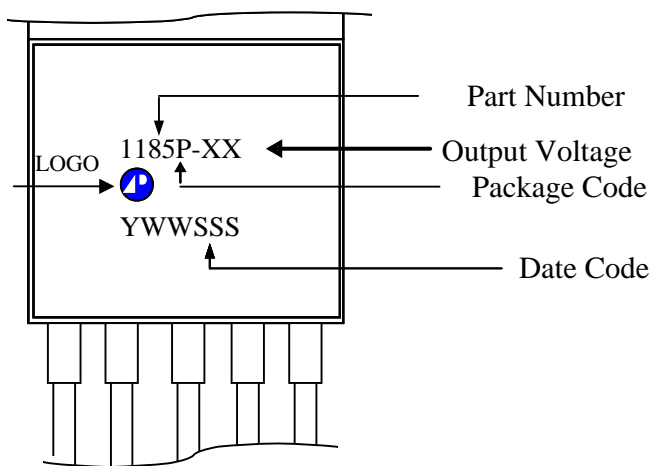 Part Number
1185P-XX
Output Voltage
LOGO
Package Code
YWWSSS
Date Code